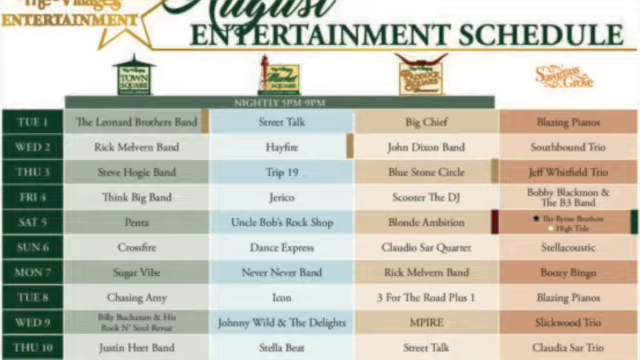 The Villages
ENTERTAINMENT
August
ENTERTAINMENT SCHEDULE
TOWN
SQUARE
Market
SQUARE
PADDOCK
SQUARE
Sawgrass
Grove
NIGHTLY 5PM-9PM
TUE 1 The Leonard Brothers Band Street Talk Big Chief Blazing Pianos
WED 2 Rick Melvern Band Hayfire John Dixon Band Southbound Trio
THU 3 Steve Hogie Band Trip 19 Blue Stone Circle Jeff Whitfield Trio
FRI 4 Think Big Band Jerico Scooter The DJ Bobby Blackmon &
The B3 Band
SAT 5 Penta Uncle Bob's Rock Shop Blonde Ambition ★ The Byrne Brothers
High Tide
SUN 6 Crossfire Dance Express Claudio Sar Quartet Stellacoustic
MON 7 Sugar Vibe Never Never Band Rick Melvern Band Boozy Bingo
TUE 8 Chasing Amy Icon 3 For The Road Plus 1 Blazing Pianos
WED 9 Billy Buchanan & His
Rock N' Soul Revue Johnny Wild & The Delights MPIRE Slickwood Trio
THU 10 Justin Heet Band Stella Beat Street Talk Claudia Sar Trio